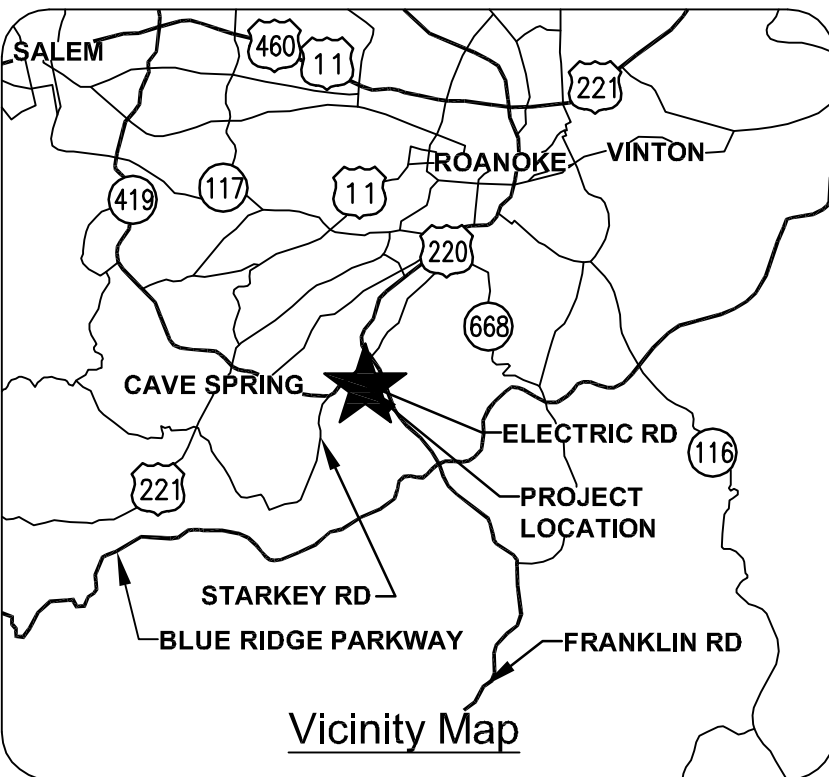 SALEM
460
11
221
ROANOKE
VINTON
419
117
11
220
668
CAVE SPRING
ELECTRIC RD
116
221
PROJECT
LOCATION
STARKEY RD
BLUE RIDGE PARKWAY
FRANKLIN RD
Vicinity Map